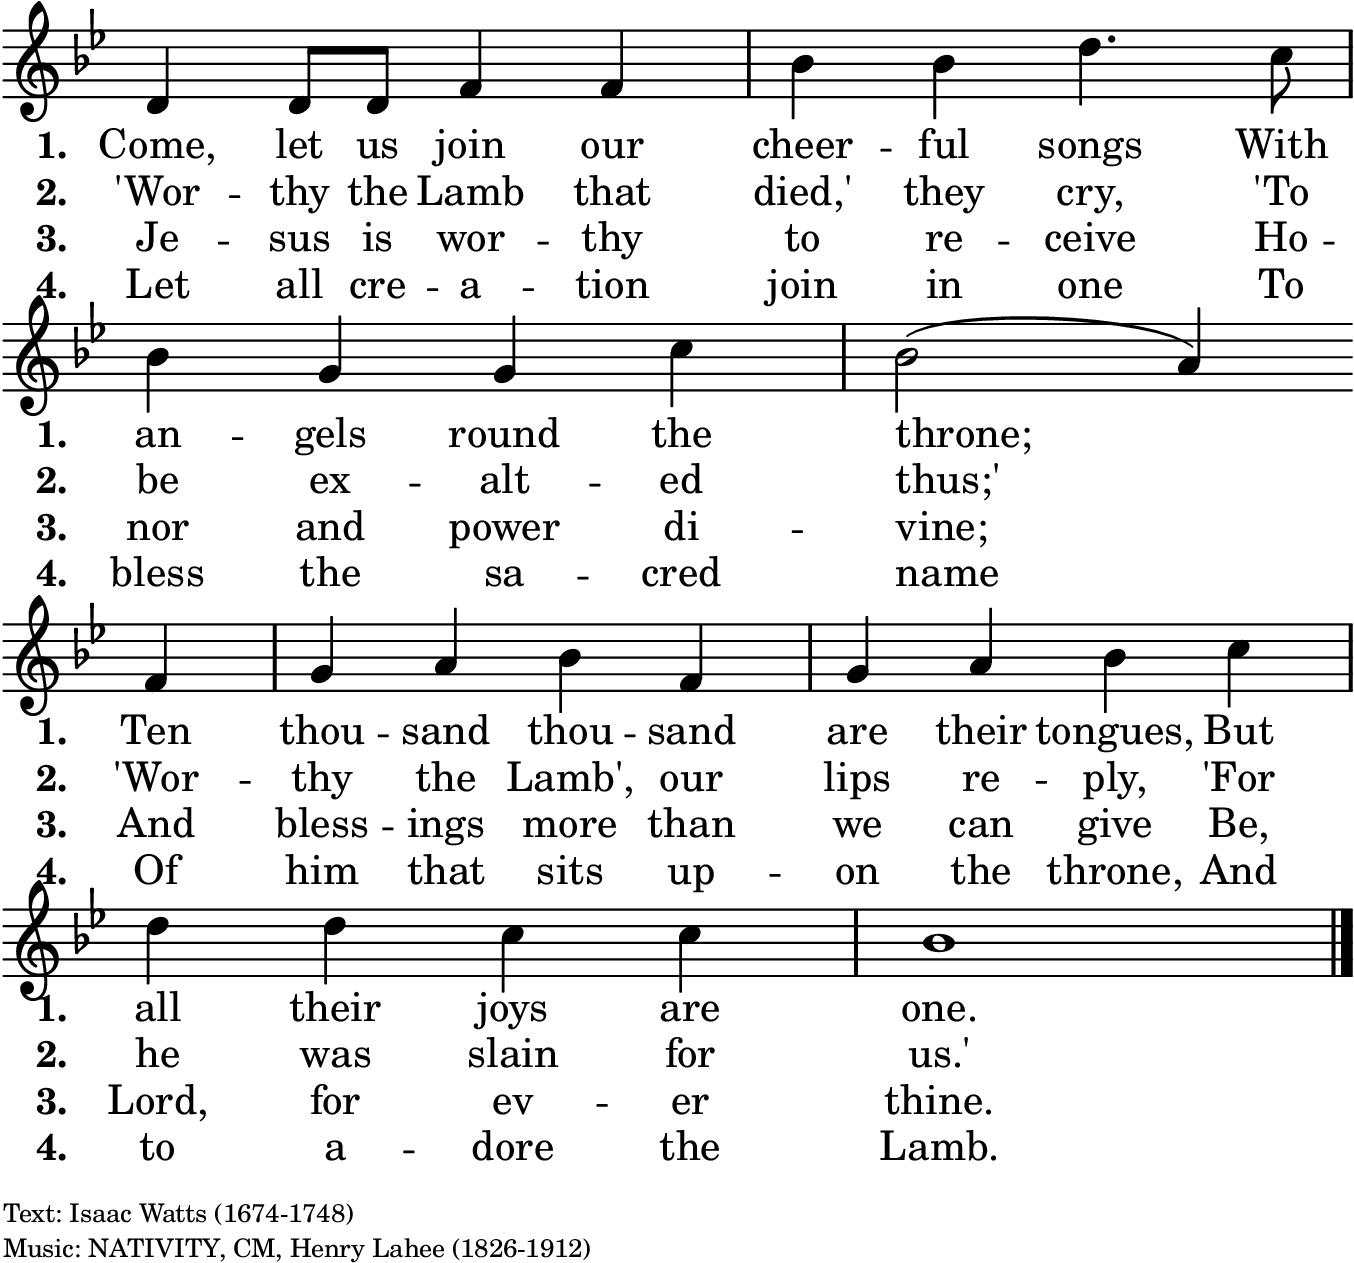 1. Come, let us join our cheer - ful songs With
2. 'Wor - thy the Lamb that died,' they cry, 'To
3. Je - sus is wor - thy to re - ceive Ho -
4. Let all cre - a - tion join in one To
1. an - gels round the throne;
2. be ex - alt - ed thus;'
3. nor and power di - vine;
4. bless the sa - cred name
1. Ten thou - sand thou - sand are their tongues, But
2. 'Wor - thy the Lamb', our lips re - ply, 'For
3. And bless - ings more than we can give Be,
4. Of him that sits up - on the throne, And
1. all their joys are one.
2. he was slain for us.'
3. Lord, for ev - er thine.
4. to a - dore the Lamb.
Text: Isaac Watts (1674-1748)
Music: NATIVITY, CM, Henry Lahee (1826-1912)